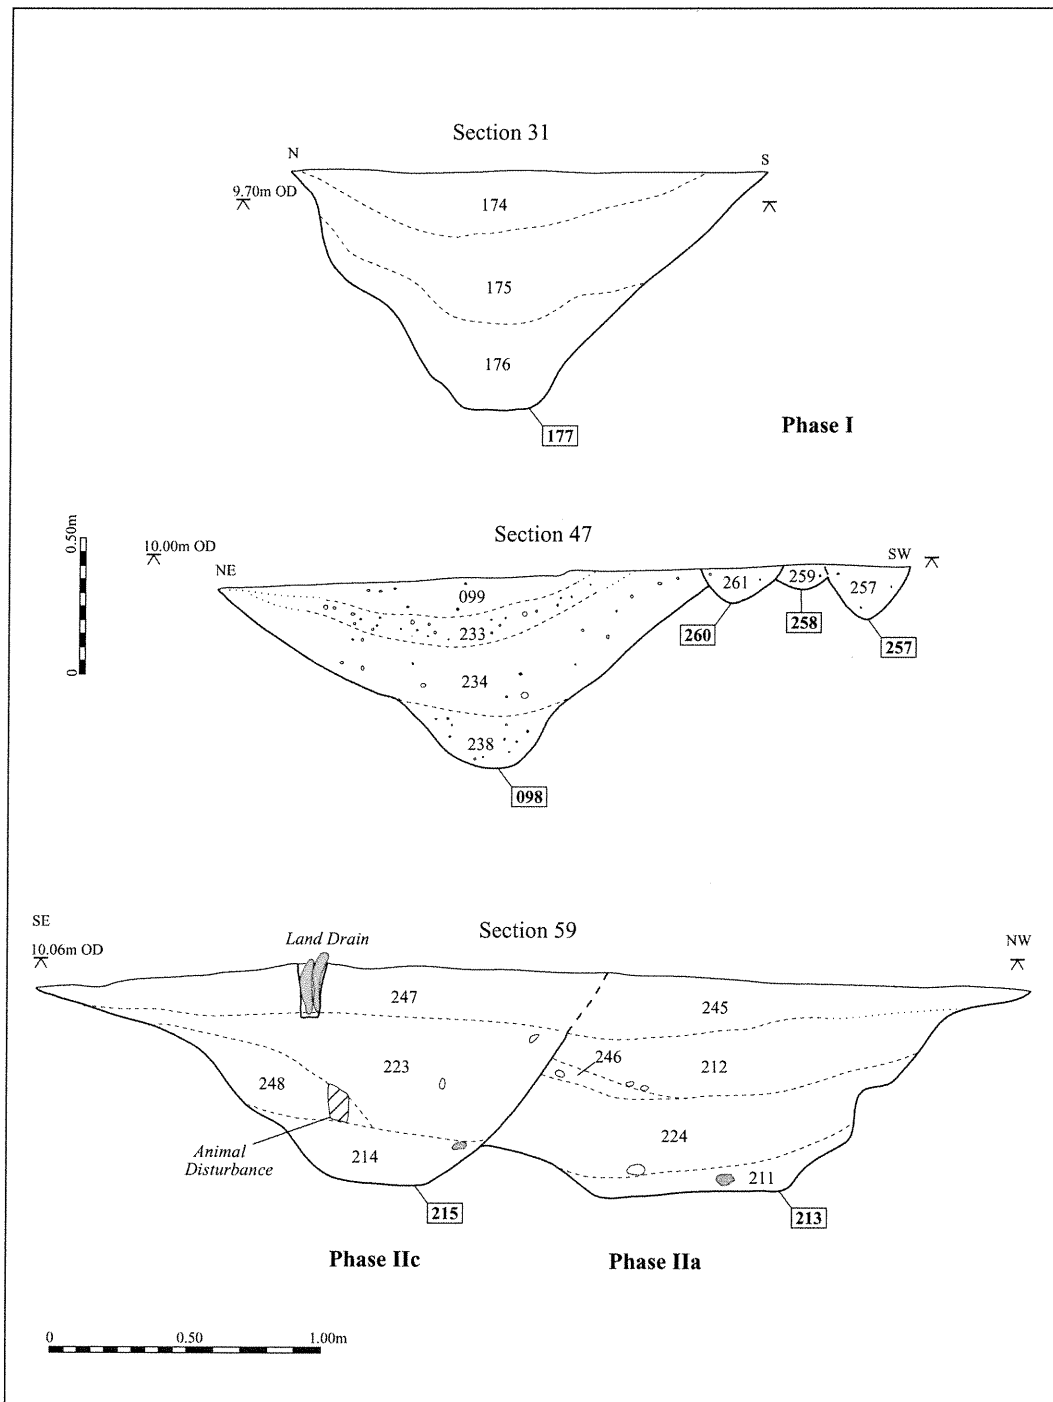 Section 31
N
S
9.70m OD
174
175
176
177
Phase I
Section 47
0.50m
0
10.00m OD
NE
SW
099
233
234
238
098
261
259
257
260
258
257
Section 59
SE
NW
10.06m OD
Land Drain
247
245
246
212
223
248
224
Animal
Disturbance
214
211
215
213
Phase IIc
Phase IIa
0
0.50
1.00m